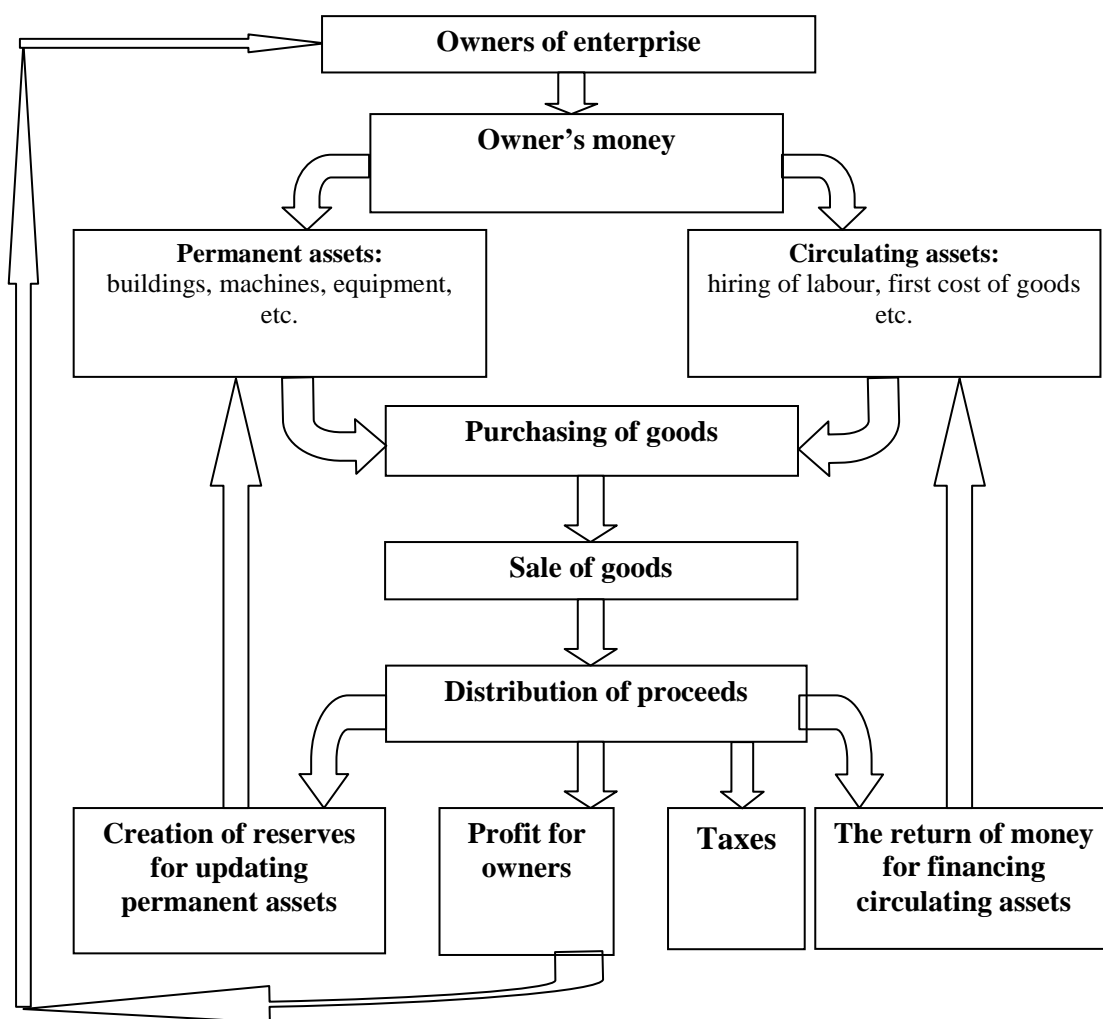 Owners of enterprise
Owner’s money
Permanent assets:
buildings, machines, equipment,
etc.
Circulating assets:
hiring of labour, first cost of goods
etc.
Purchasing of goods
Sale of goods
Distribution of proceeds
Creation of reserves
for updating
permanent assets
Profit for
owners
Taxes
The return of money
for financing
circulating assets